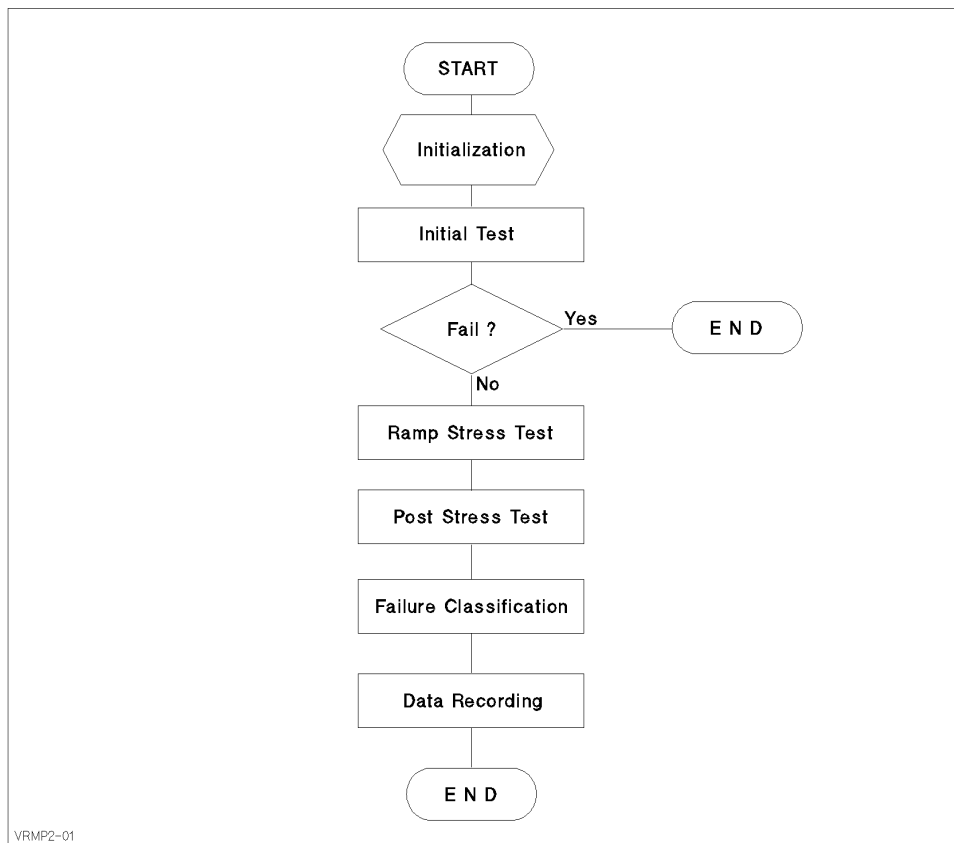 START
Initialization
Initial Test
Fail ?
Yes
E N D
No
Ramp Stress Test
Post Stress Test
Failure Classification
Data Recording
E N D
VRMP2-01